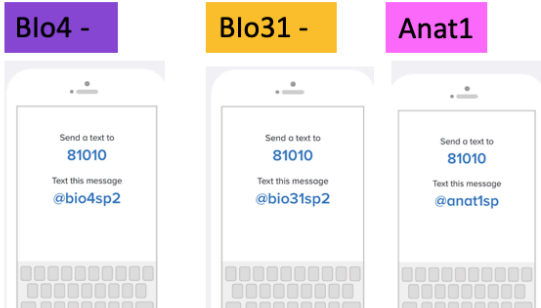 BIo4 -
Send a text to
81010
Text this message
@bio4sp2
BIo31 -
Send a text to
81010
Text this message
@bio31sp2
Anat1
Send a text to
81010
Text this message
@anat1sp